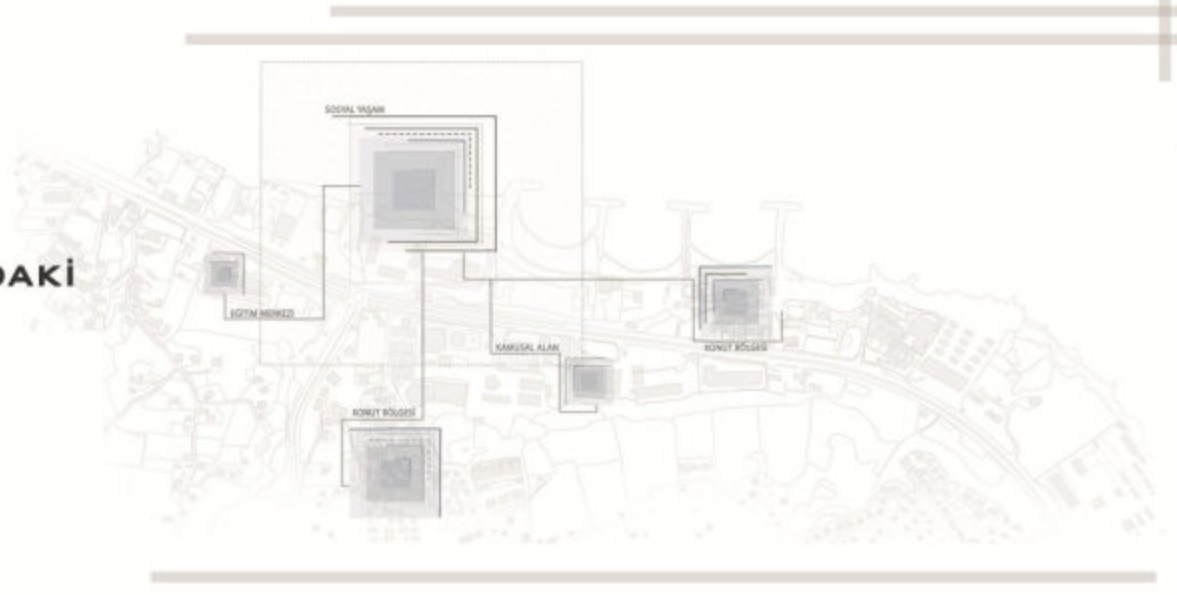 SOSYAL YAŞAM
DAKİ
EĞİTİM MERKEZİ
KAMUSAL ALAN
KONUT BÖLGESİ
KONUT BÖLGESİ